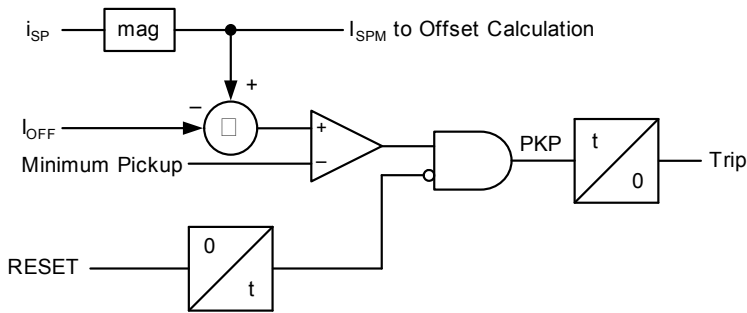 iSP
mag
ISPM to Offset Calculation
+
−
IOFF
+
Minimum Pickup
−
PKP
t
0
Trip
RESET
0
t